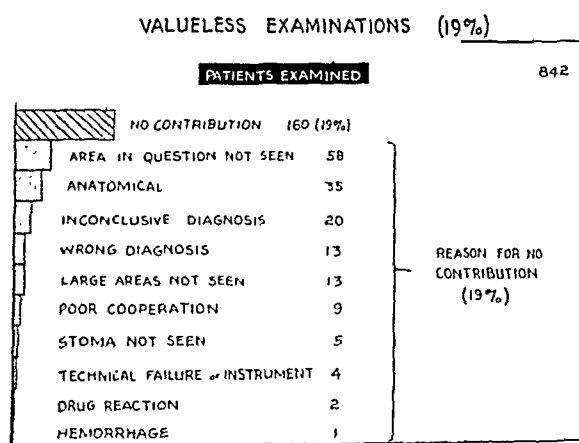 VALUELESS EXAMINATIONS (19%)
PATIENTS EXAMINED 842
NO CONTRIBUTION 160 (19%)
AREA IN QUESTION NOT SEEN 58
ANATOMICAL 35
INCONCLUSIVE DIAGNOSIS 20
WRONG DIAGNOSIS 13
LARGE AREAS NOT SEEN 13
POOR COOPERATION 9
STOMA NOT SEEN 5
TECHNICAL FAILURE of INSTRUMENT 4
DRUG REACTION 2
HEMORRHAGE 1
REASON FOR NO
CONTRIBUTION
(19%)